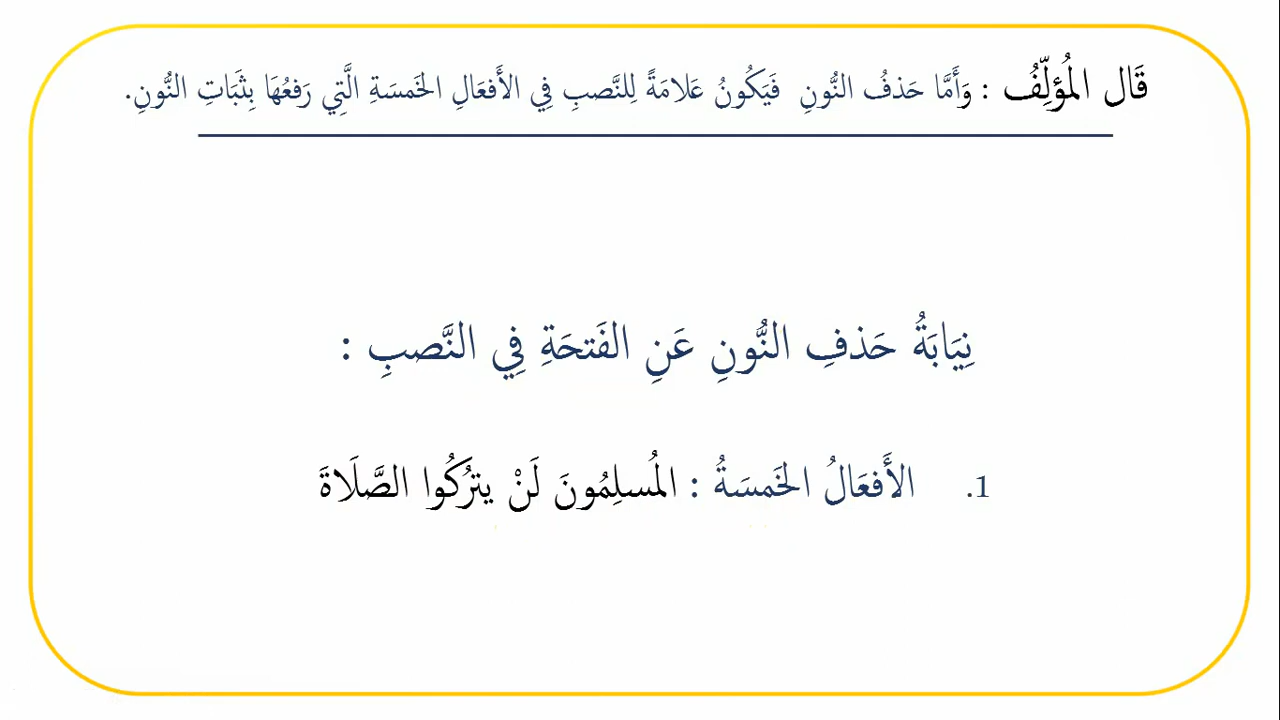 قَال المُؤلِّفُ : وَأَمَّا حَذفُ النُّونِ فَيَكُونُ عَلامَةً لِلنَّصبِ فِي الأَفعَالِ الخَمسَةِ الَّتِي رَفعُهَا بِثَبَاتِ النُّونِ.
نِيَابَةُ حَذفِ النُّونِ عَنِ الفَتحَةِ فِي النَّصبِ :
1. الأَفعَالُ الخَمسَةُ : المُسلِمُونَ لَنْ يترُكُوا الصَّلَاةَ